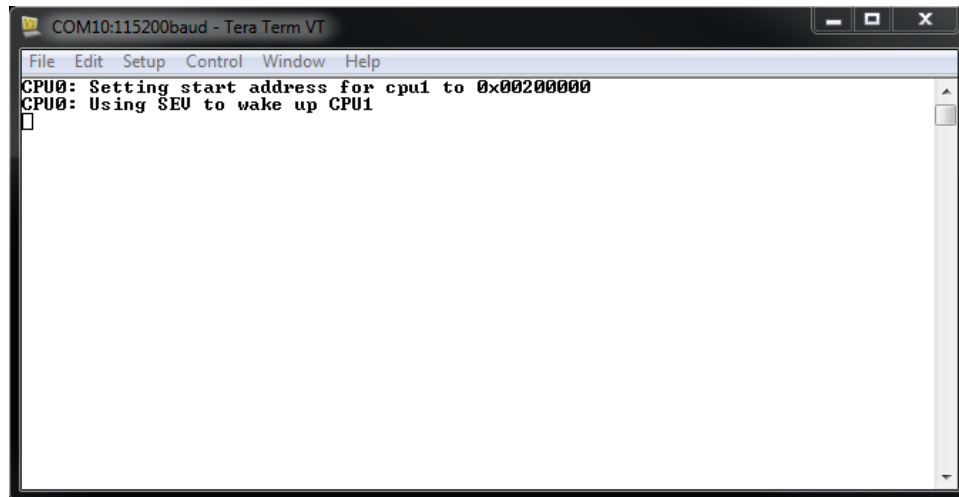 COM10:115200baud - Tera Term VT
File Edit Setup Control Window Help
CPU0: Setting start address for cpu1 to 0x00200000
CPU0: Using SEV to wake up CPU1